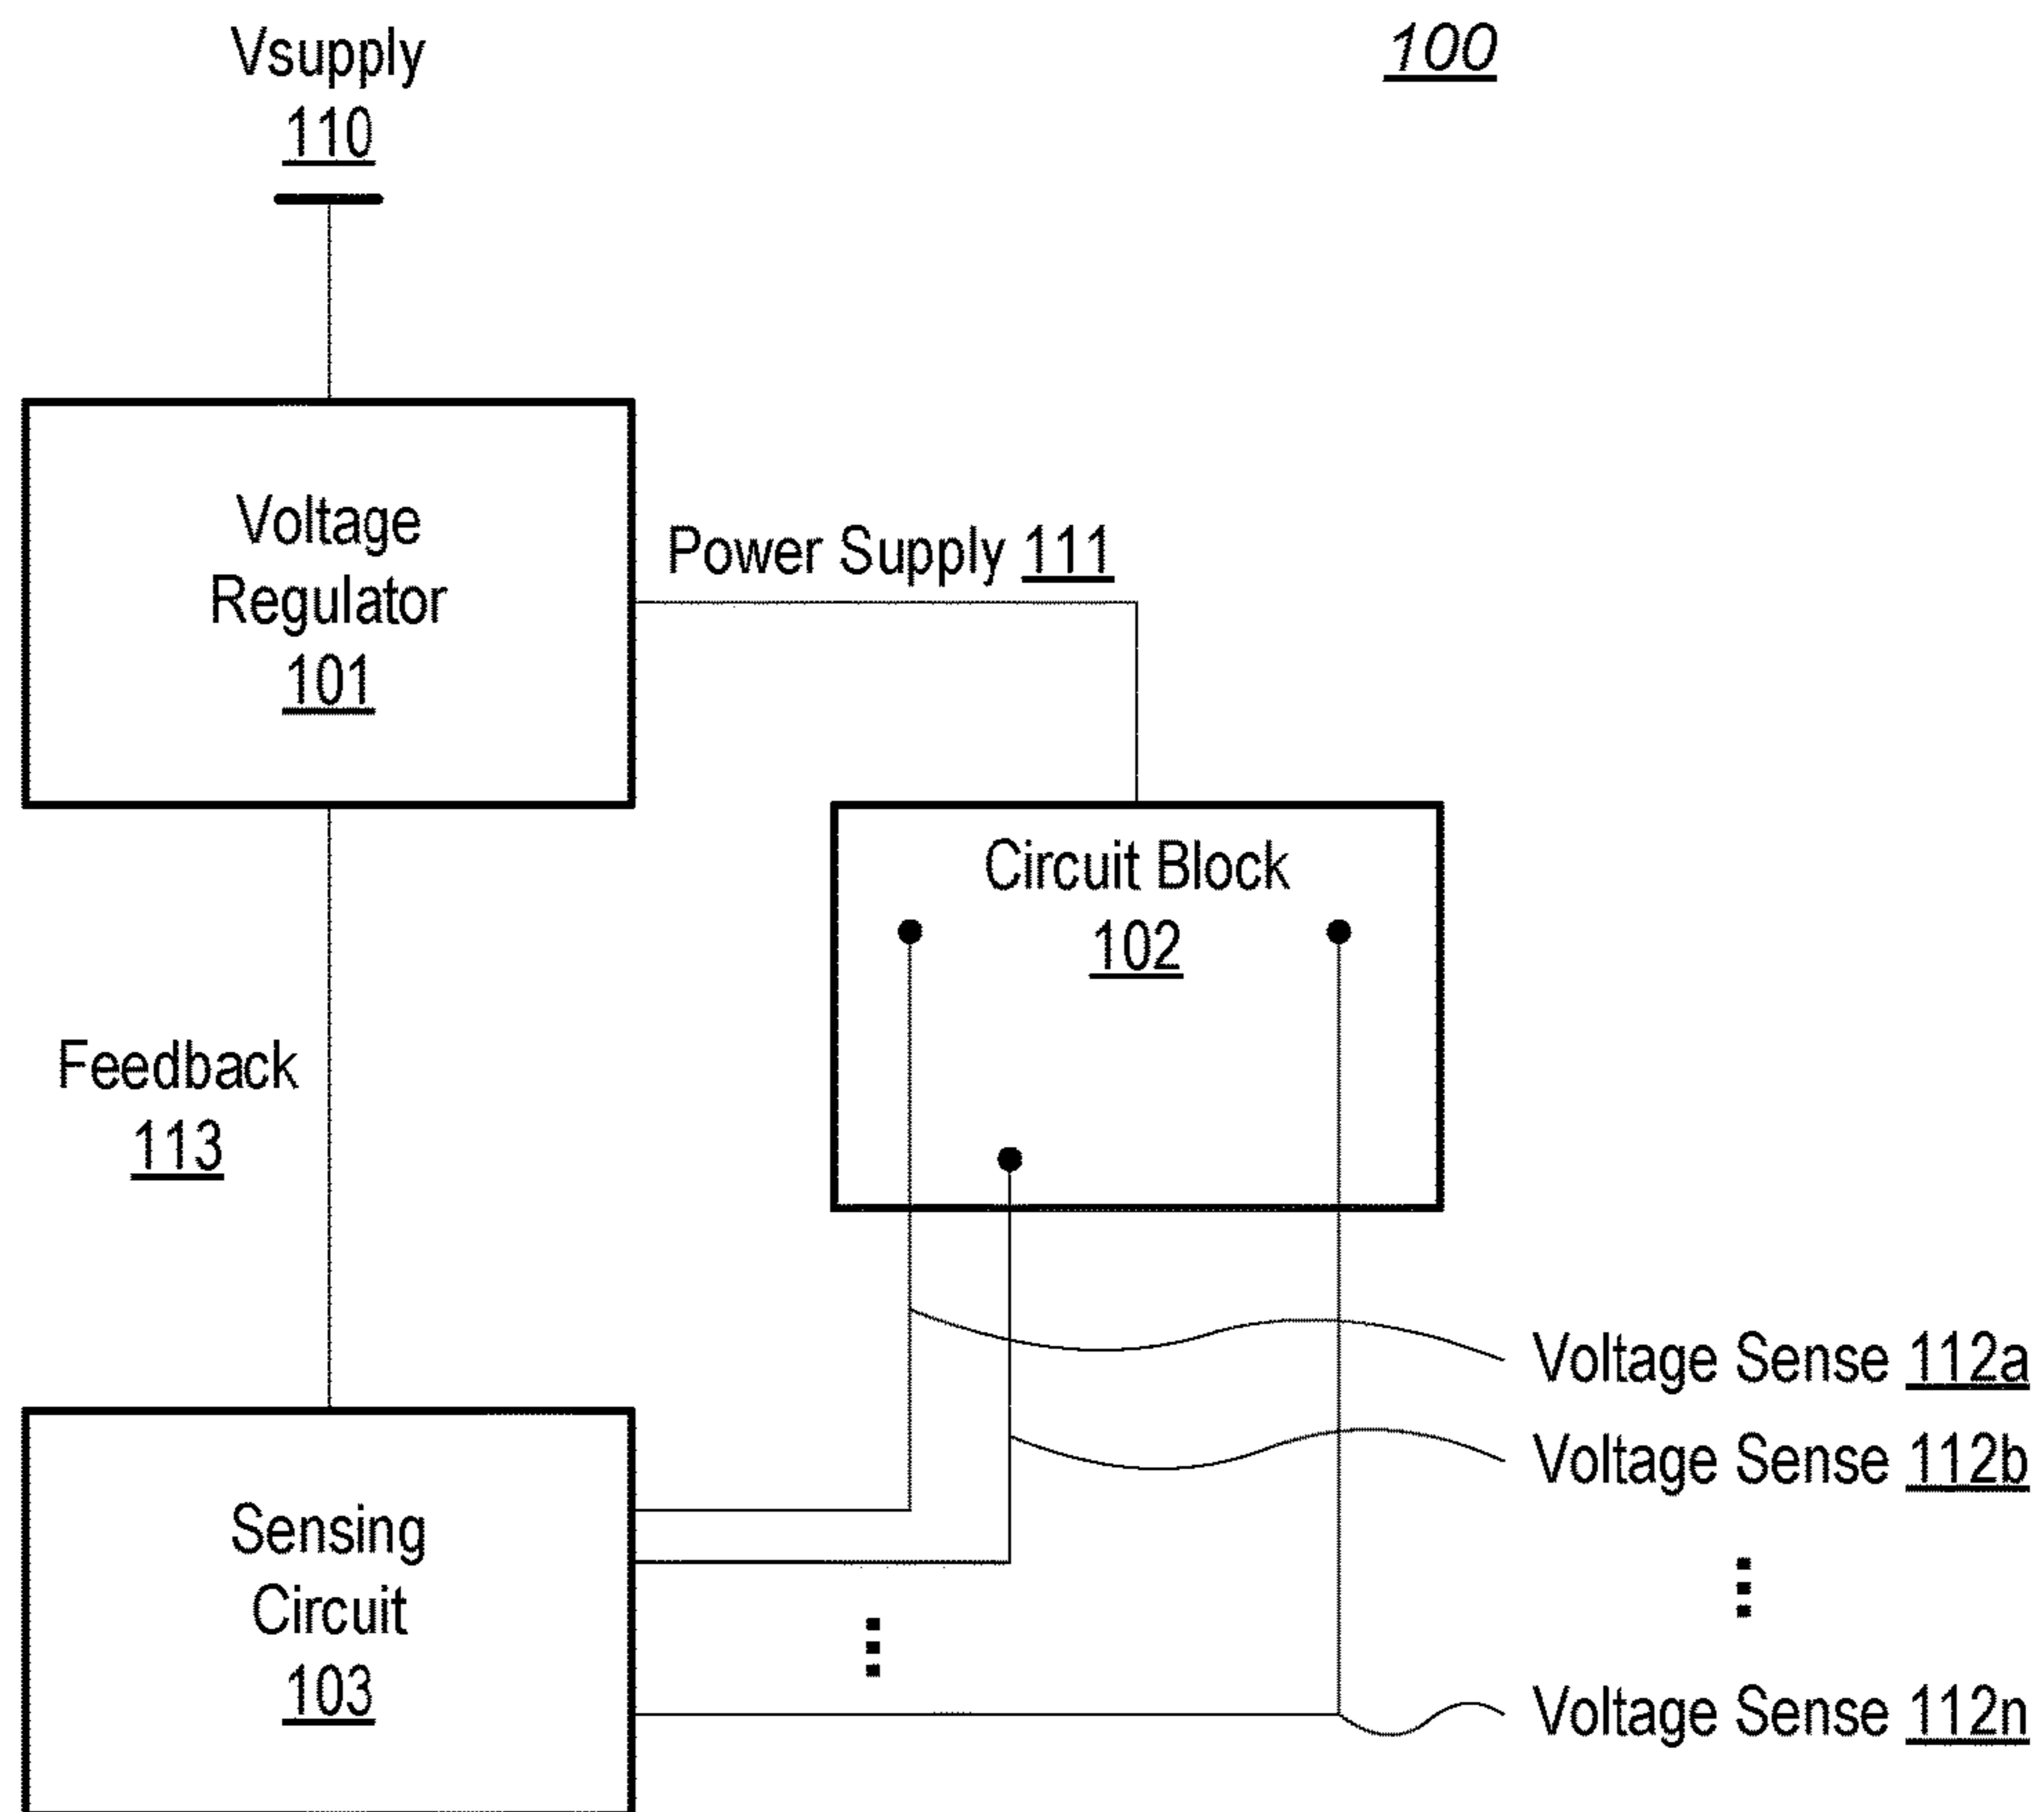 100
Vsupply
110
Voltage
Regulator
101
Power Supply 111
Circuit Block
102
Feedback
113
Voltage Sense 112a
Voltage Sense 112b
Sensing
Circuit
103
Voltage Sense 112n